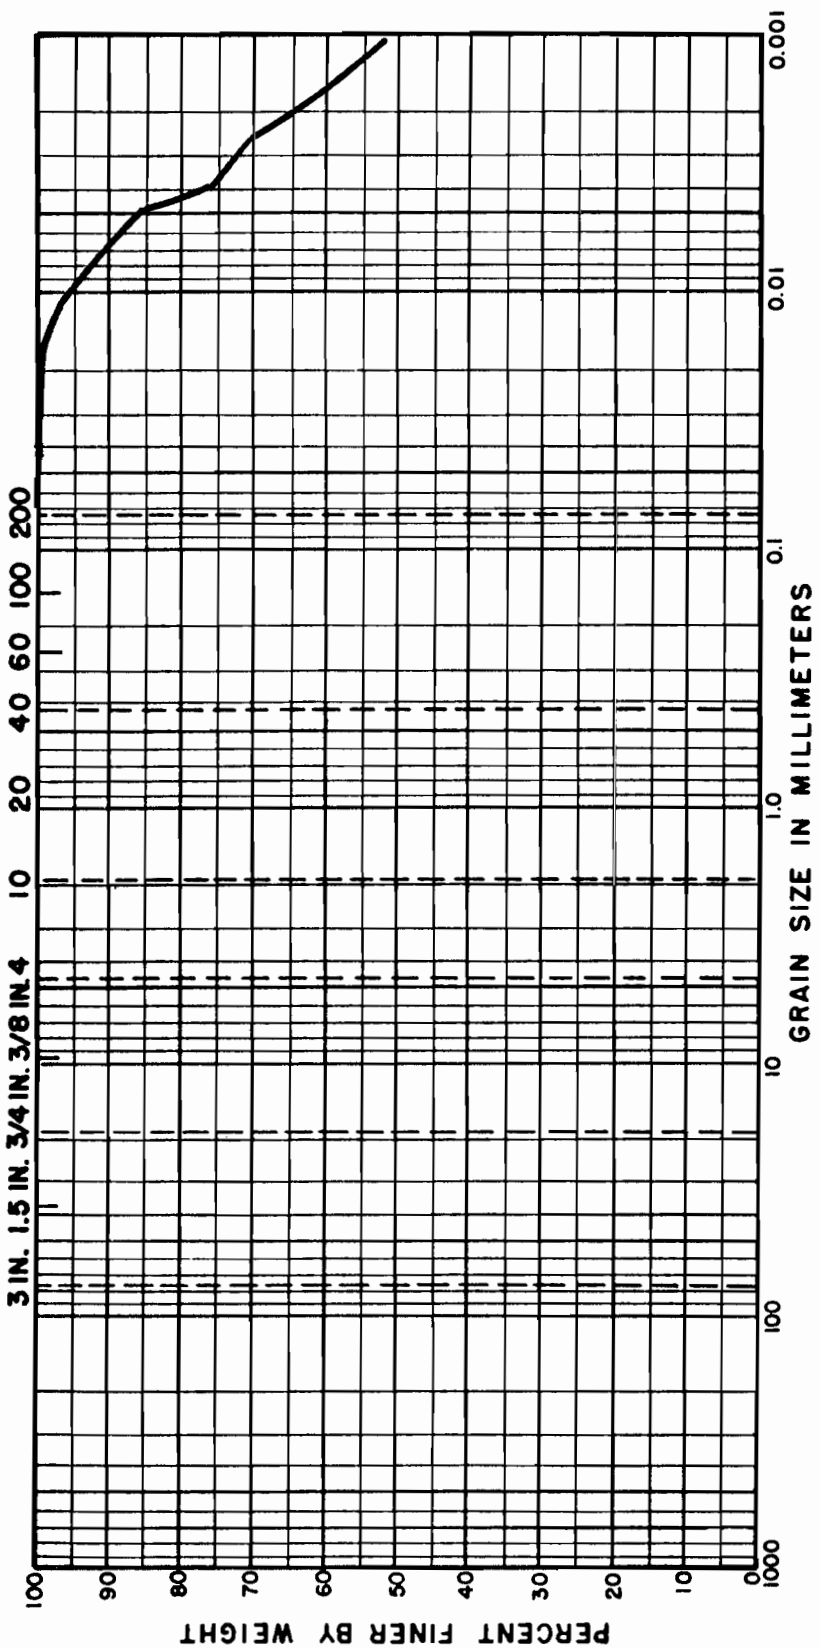 3 IN. 1.5 IN. 3/4 IN. 3/8 IN. 4 10 20 40 60 100 200
100
90
80
70
60
50
40
30
20
10
0
PERCENT FINER BY WEIGHT
1000 100 10 1.0 0.1 0.01 0.001
GRAIN SIZE IN MILLIMETERS